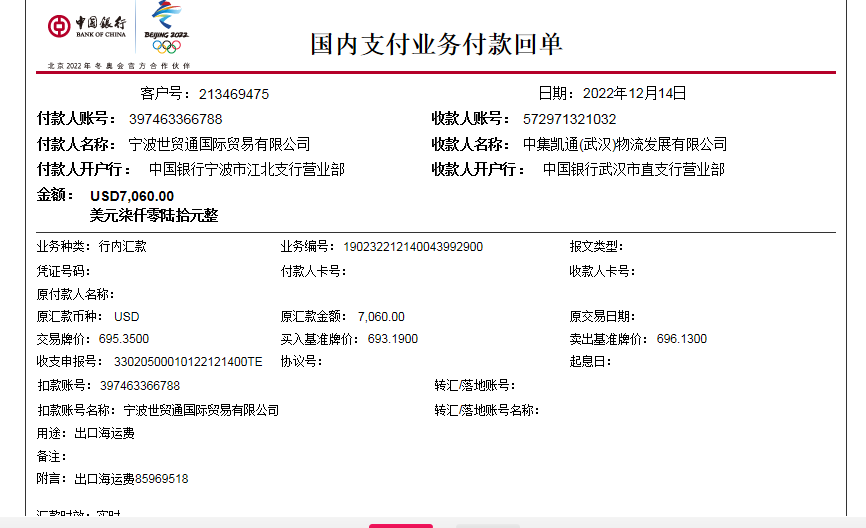 中国银行
BANK OF CHINA
BEIJING 2022
北京2022年冬奥会官方合作伙伴
国内支付业务付款回单
客户号：213469475 日期：2022年12月14日
付款人账号：397463366788 收款人账号：572971321032
付款人名称：宁波世贸通国际贸易有限公司 收款人名称：中集凯通(武汉)物流发展有限公司
付款人开户行：中国银行宁波市江北支行营业部 收款人开户行：中国银行武汉市直支行营业部
金额：USD7,060.00
美元柒仟零陆拾元整
业务种类：行内汇款 业务编号：190232212140043992900 报文类型：
凭证号码： 付款人卡号： 收款人卡号：
原付款人名称：
原汇款币种：USD 原汇款金额：7,060.00 原交易日期：
交易牌价：695.3500 买入基准牌价：693.1900 卖出基准牌价：696.1300
收支申报号：33020500010122121400TE 协议号： 起息日：
扣款账号：397463366788 转汇/落地账号：
扣款账号名称：宁波世贸通国际贸易有限公司 转汇/落地账号名称：
用途：出口海运费
备注：
附言：出口海运费85969518
汇款时效：实时